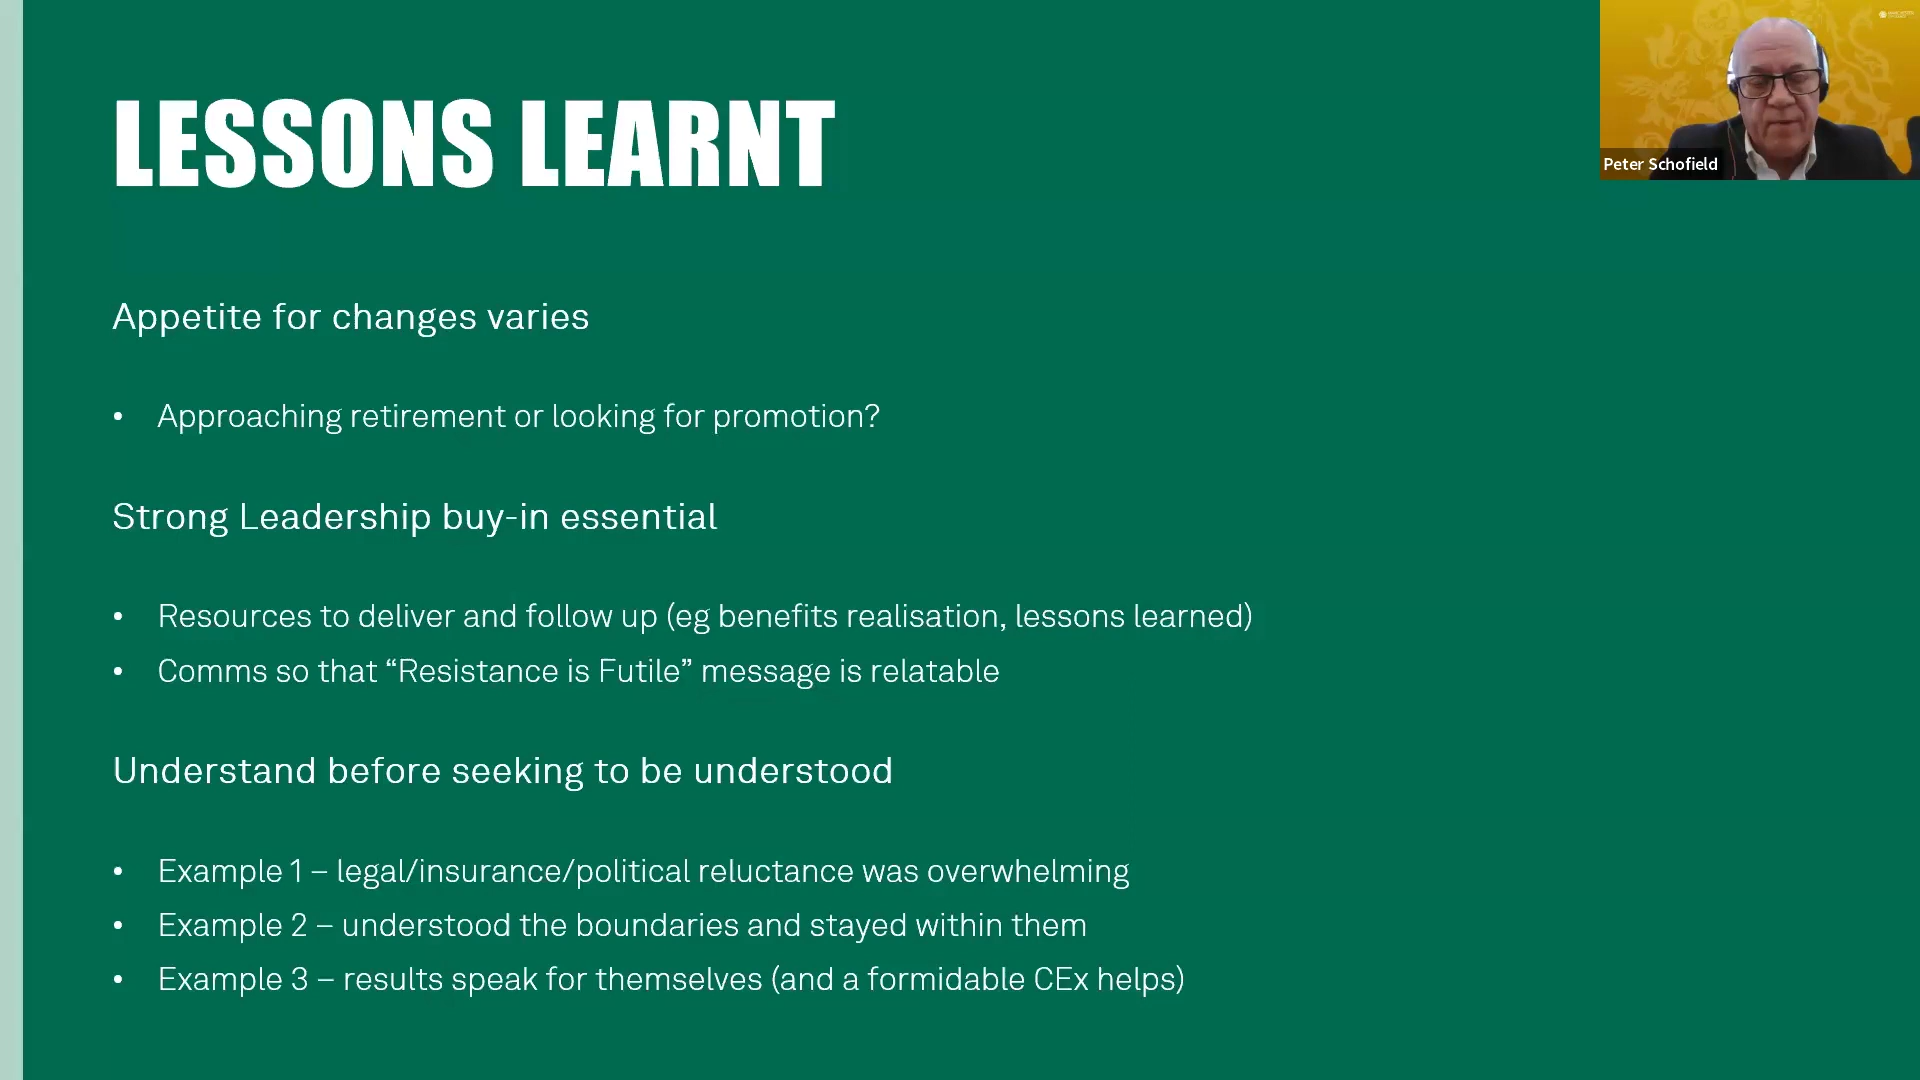 LESSONS LEARNT
Peter Schofield
Appetite for changes varies
• Approaching retirement or looking for promotion?
Strong Leadership buy-in essential
• Resources to deliver and follow up (eg benefits realisation, lessons learned)
• Comms so that “Resistance is Futile” message is relatable
Understand before seeking to be understood
• Example 1 – legal/insurance/political reluctance was overwhelming
• Example 2 – understood the boundaries and stayed within them
• Example 3 – results speak for themselves (and a formidable CEx helps)